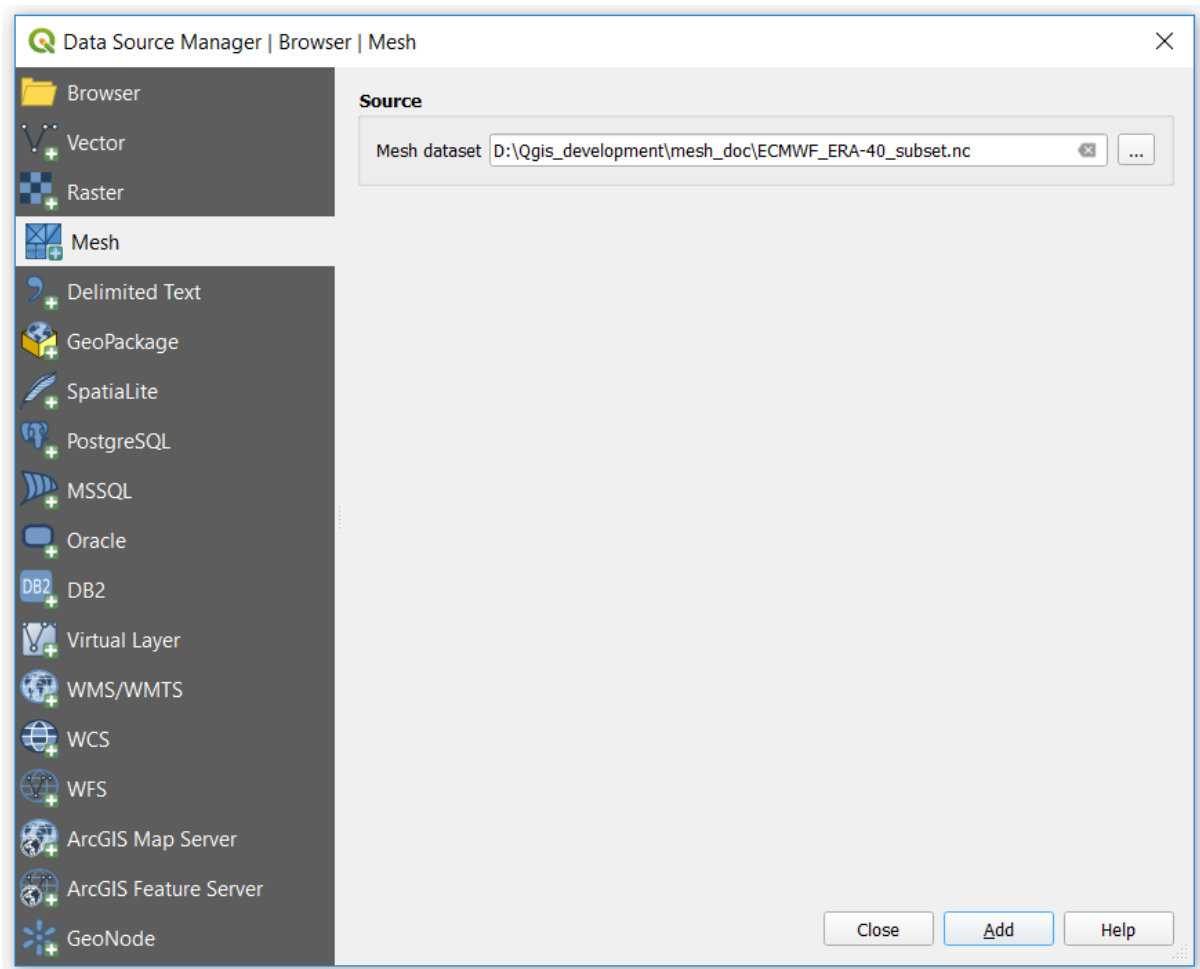 Data Source Manager | Browser | Mesh
Browser
Vector
Raster
Mesh
Delimited Text
GeoPackage
SpatiaLite
PostgreSQL
MSSQL
Oracle
DB2
DB2
Virtual Layer
WMS/WMTS
WCS
WFS
ArcGIS Map Server
ArcGIS Feature Server
GeoNode
Source
Mesh dataset D:\Qgis_development\mesh_doc\ECMWF_ERA-40_subset.nc ...
Close Add Help